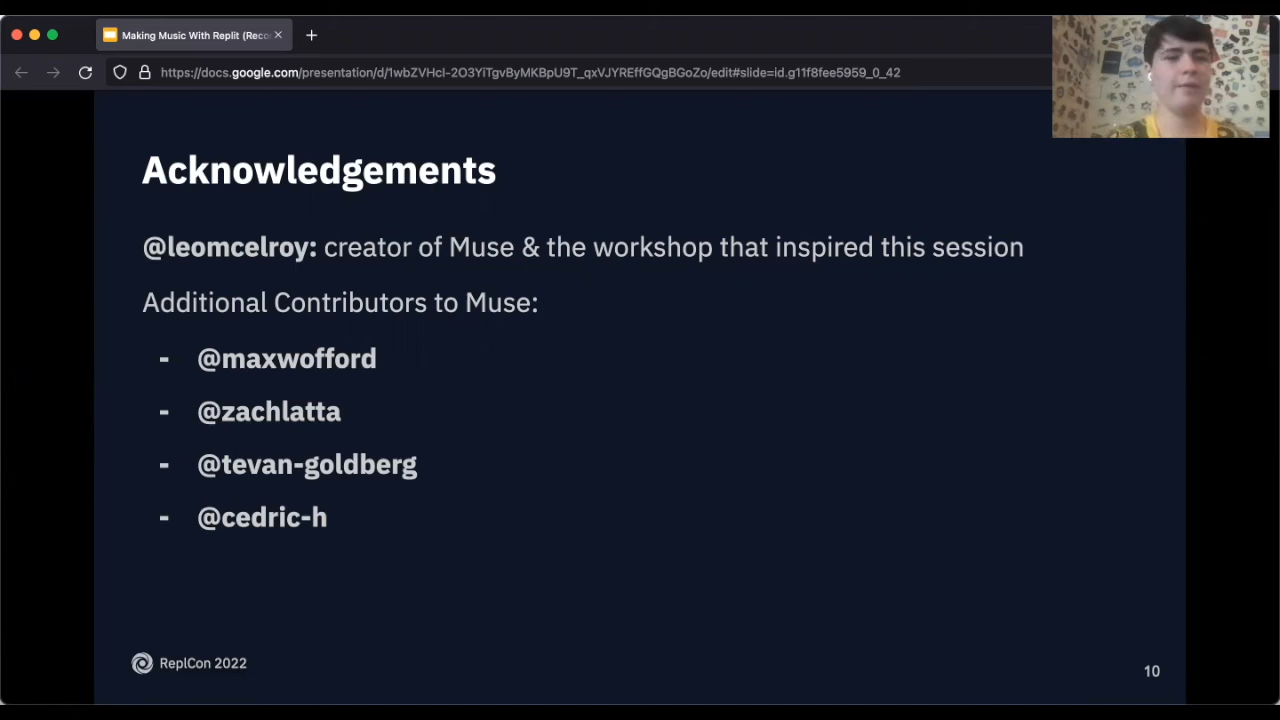 Making Music With Replit (Reco
https://docs.google.com/presentation/d/1wbZVHcI-2O3YiTgvByMKBpU9T_qxVJYREffGQgBGoZo/edit#slide=id.g11f8fee5959_0_42
Acknowledgements
@leomcelroy: creator of Muse & the workshop that inspired this session
Additional Contributors to Muse:
- @maxwofford
- @zachlatta
- @tevan-goldberg
- @cedric-h
ReplCon 2022
10